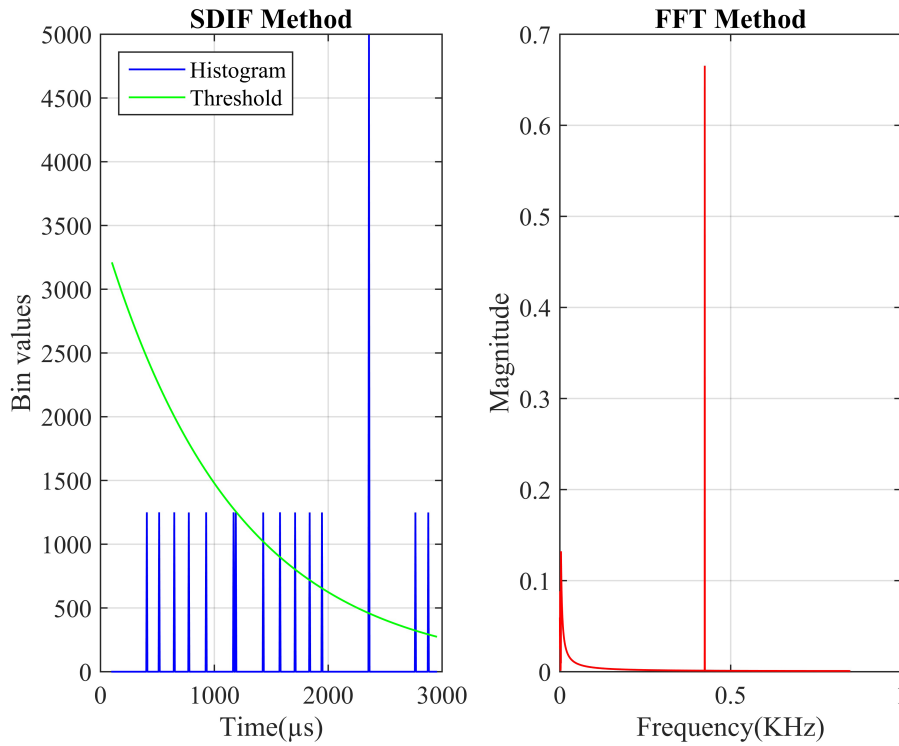 SDIF Method
Histogram
Threshold
5000
4500
4000
3500
3000
2500
2000
1500
1000
500
0
Bin values
0 1000 2000 3000
Time(µs)
FFT Method
0.7
0.6
0.5
0.4
0.3
0.2
0.1
0
Magnitude
0 0.5 1
Frequency(KHz)